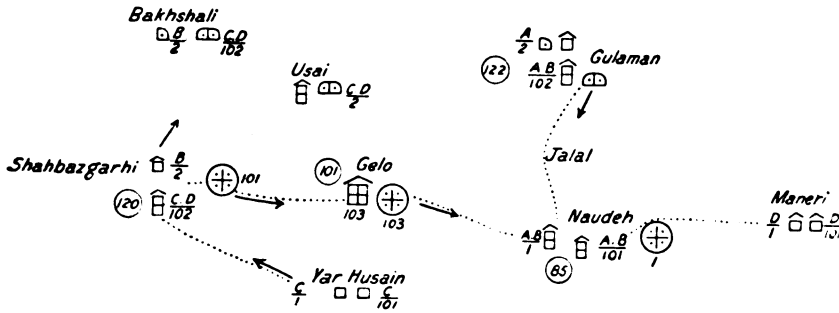 Bakhshali
B/2 C.D/102
Usai
C.D/2
A/2
122 A.B/102
Gulaman
Jalal
Shahbazgarhi B/2
101
120 C.D/102
101 Gelo
103 103
Naudeh
A.B/1 A.B/101
85 1
Maneri
D/1 D/101
Yar Husain
C/1 C/101